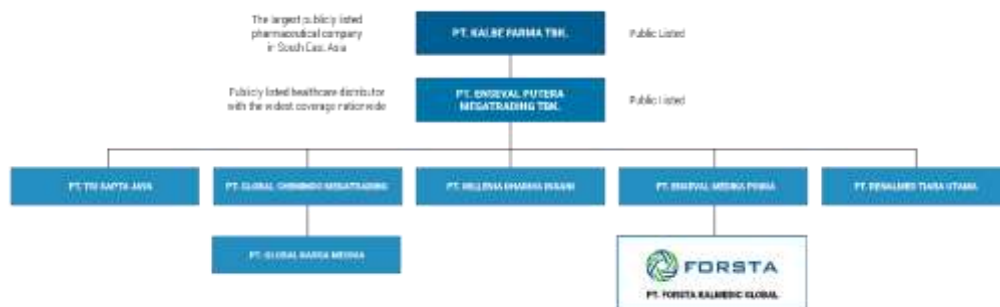 The largest publicly listed
pharmaceutical company
in South East Asia
PT. KALBE FARMA TBK.
Public Listed
Publicly listed healthcare distributor
with the widest coverage nationwide
PT. ENSEVAL PUTERA
MEGATRADING TBK.
Public Listed
PT. TRI SAPTA JAYA
PT. GLOBAL CHEMINDO MEGATRADING
PT. MILLENIA DHARMA INSANI
PT. ENSEVAL MEDIKA PRIMA
PT. RENALMED TIARA UTAMA
PT. GLOBAL HARSA MEDIKA
FORSTA
PT. FORSTA KALMEDIC GLOBAL